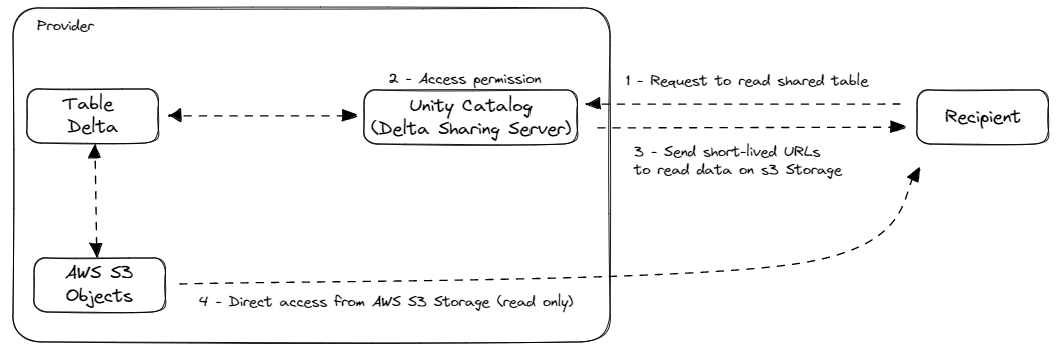 Provider
2 - Access permission
1 - Request to read shared table
Table
Delta
Unity Catalog
(Delta Sharing Server)
Recipient
3 - Send short-lived URLs
to read data on s3 Storage
AWS S3
Objects
4 - Direct access from AWS S3 Storage (read only)